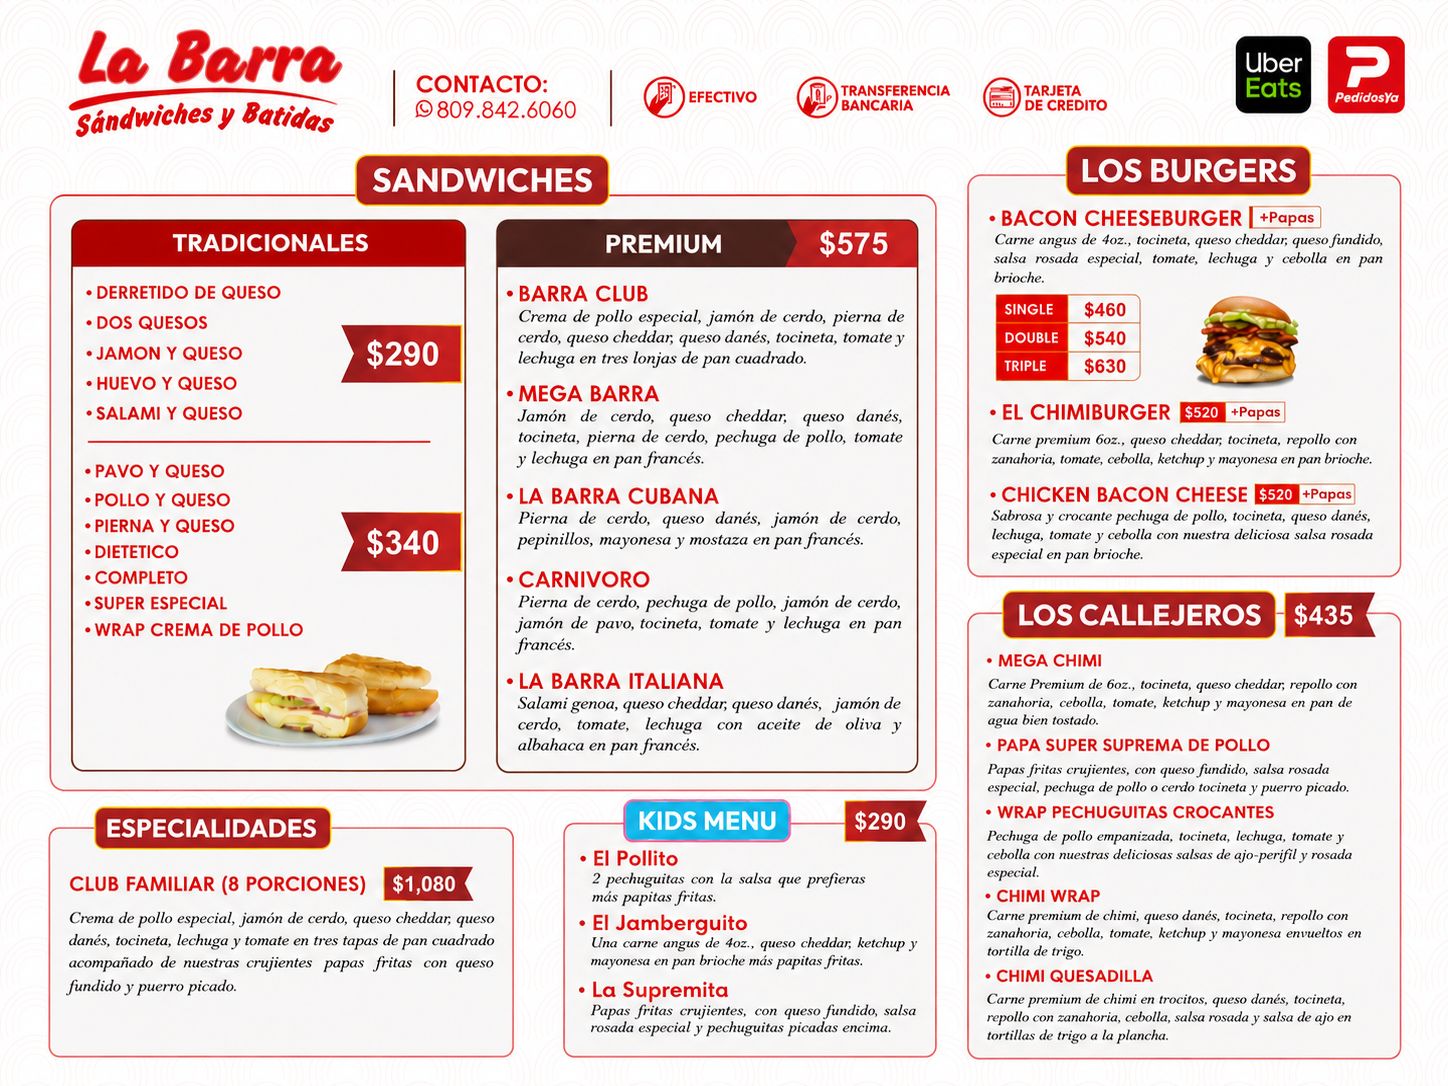 La Barra
Sándwiches y Batidas
CONTACTO:
809.842.6060
EFECTIVO
TRANSFERENCIA
BANCARIA
TARJETA
DE CREDITO
Uber
Eats
PedidosYa
SANDWICHES
TRADICIONALES
• DERRETIDO DE QUESO
• DOS QUESOS
• JAMON Y QUESO
• HUEVO Y QUESO
• SALAMI Y QUESO
$290
• PAVO Y QUESO
• POLLO Y QUESO
• PIERNA Y QUESO
• DIETETICO
• COMPLETO
• SUPER ESPECIAL
• WRAP CREMA DE POLLO
$340
PREMIUM $575
• BARRA CLUB
Crema de pollo especial, jamón de cerdo, pierna de
cerdo, queso cheddar, queso danés, tocineta, tomate y
lechuga en tres lonjas de pan cuadrado.
• MEGA BARRA
Jamón de cerdo, queso cheddar, queso danés,
tocineta, pierna de cerdo, pechuga de pollo, tomate
y lechuga en pan francés.
• LA BARRA CUBANA
Pierna de cerdo, queso danés, jamón de cerdo,
pepinillos, mayonesa y mostaza en pan francés.
• CARNIVORO
Pierna de cerdo, pechuga de pollo, jamón de cerdo,
jamón de pavo, tocineta, tomate y lechuga en pan
francés.
• LA BARRA ITALIANA
Salami genoa, queso cheddar, queso danés, jamón de
cerdo, tomate, lechuga con aceite de oliva y
albahaca en pan francés.
ESPECIALIDADES
CLUB FAMILIAR (8 PORCIONES) $1,080
Crema de pollo especial, jamón de cerdo, queso cheddar, queso
danés, tocineta, lechuga y tomate en tres tapas de pan cuadrado
acompañado de nuestras crujientes papas fritas con queso
fundido y puerro picado.
KIDS MENU $290
• El Pollito
2 pechuguitas con la salsa que prefieras
más papitas fritas.
• El Jamberguito
Una carne angus de 4oz., queso cheddar, ketchup y
mayonesa en pan brioche más papitas fritas.
• La Supremita
Papas fritas crujientes, con queso fundido, salsa
rosada especial y pechuguitas picadas encima.
LOS BURGERS
• BACON CHEESEBURGER +Papas
Carne angus de 4oz., tocineta, queso cheddar, queso fundido,
salsa rosada especial, tomate, lechuga y cebolla en pan
brioche.
SINGLE $460
DOUBLE $540
TRIPLE $630
• EL CHIMIBURGER $520 +Papas
Carne premium 6oz., queso cheddar, tocineta, repollo con
zanahoria, tomate, cebolla, ketchup y mayonesa en pan brioche.
• CHICKEN BACON CHEESE $520 +Papas
Sabrosa y crocante pechuga de pollo, tocineta, queso danés,
lechuga, tomate y cebolla con nuestra deliciosa salsa rosada
especial en pan brioche.
LOS CALLEJEROS $435
• MEGA CHIMI
Carne Premium de 6oz., tocineta, queso cheddar, repollo con
zanahoria, cebolla, tomate, ketchup y mayonesa en pan de
agua bien tostado.
• PAPA SUPER SUPREMA DE POLLO
Papas fritas crujientes, con queso fundido, salsa rosada
especial, pechuga de pollo o cerdo tocineta y puerro picado.
• WRAP PECHUGUITAS CROCANTES
Pechuga de pollo empanizada, tocineta, lechuga, tomate y
cebolla con nuestras deliciosas salsas de ajo-perifil y rosada
especial.
• CHIMI WRAP
Carne premium de chimi, queso danés, tocineta, repollo con
zanahoria, cebolla, tomate, ketchup y mayonesa envueltos en
tortilla de trigo.
• CHIMI QUESADILLA
Carne premium de chimi en trocitos, queso danés, tocineta,
repollo con zanahoria, cebolla, salsa rosada y salsa de ajo en
tortillas de trigo a la plancha.